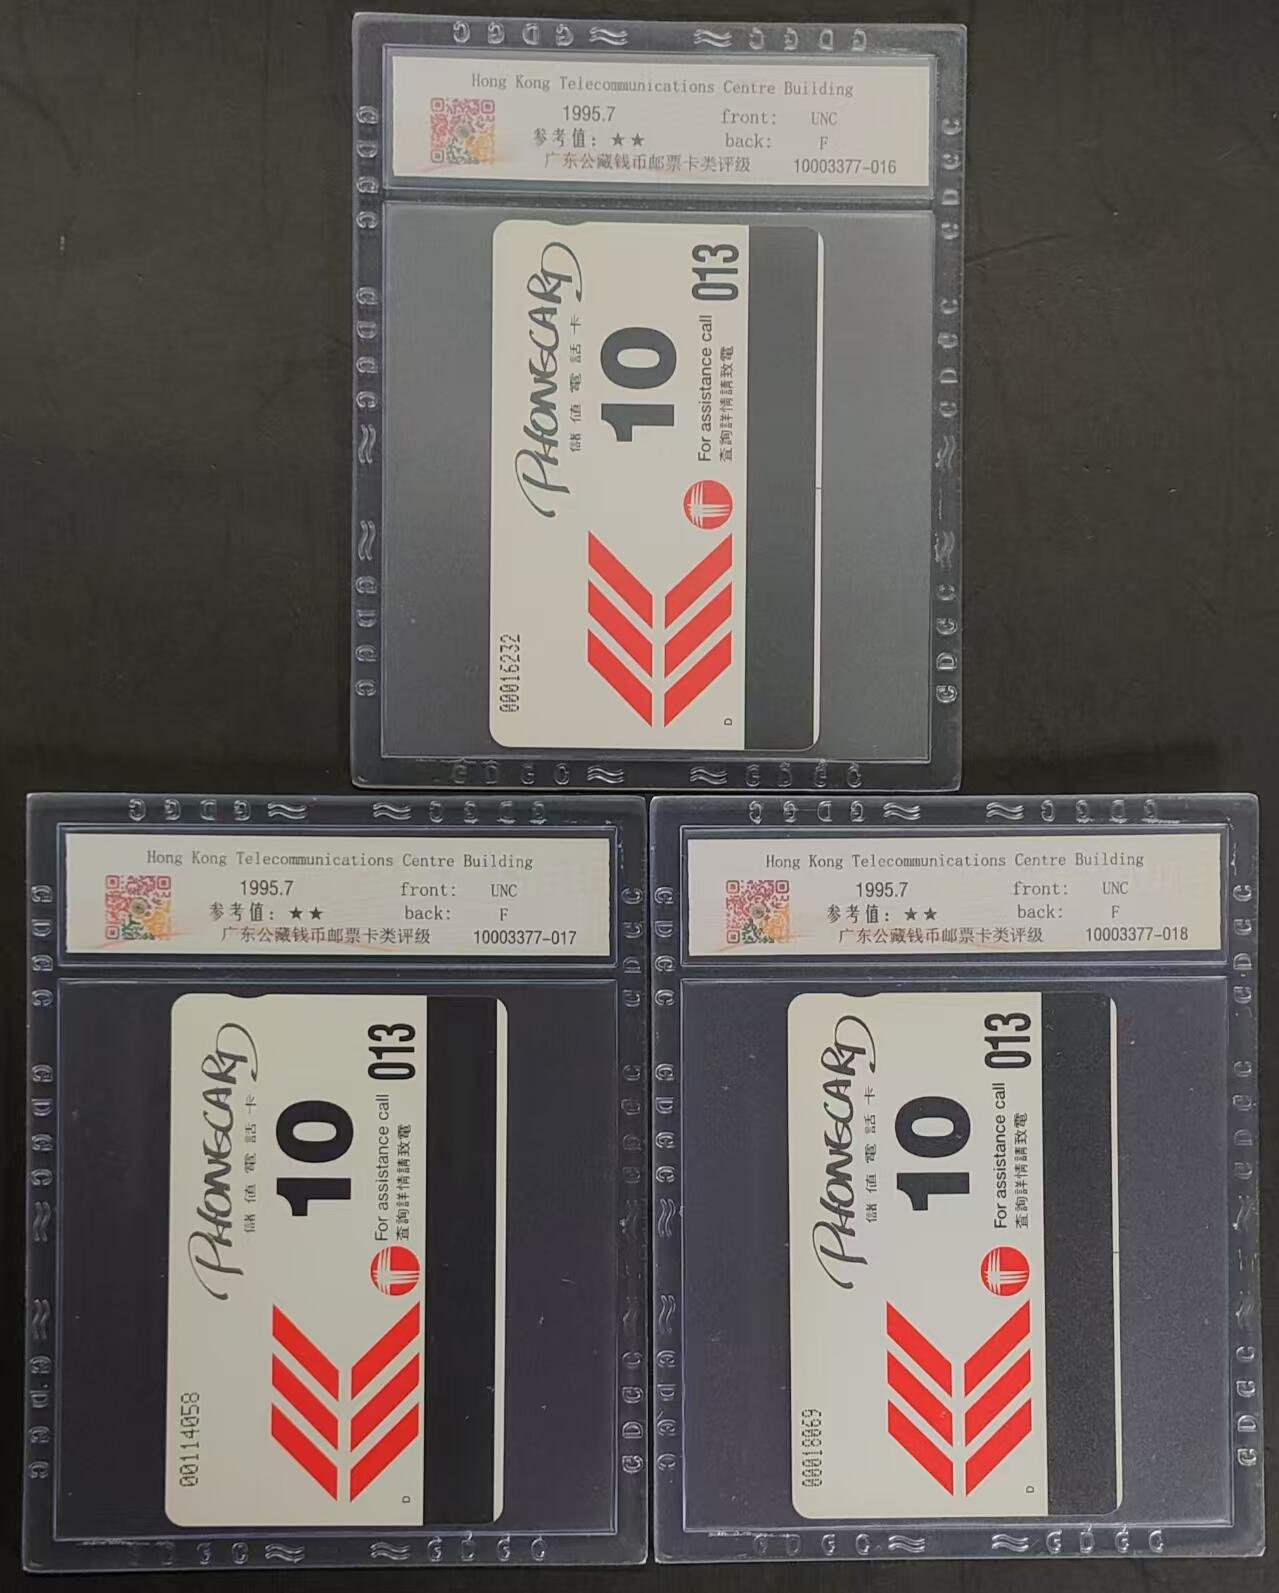 Hong Kong Telecommunications Centre Building
1995.7 front: UNC
参考值：★★ back: F
广东公藏钱币邮票卡类评级 10003377-016
PHONECARD
儲值電話卡
10
For assistance call 013
查詢詳情請致電
00016232
D
Hong Kong Telecommunications Centre Building
1995.7 front: UNC
参考值：★★ back: F
广东公藏钱币邮票卡类评级 10003377-017
PHONECARD
儲值電話卡
10
For assistance call 013
查詢詳情請致電
00114058
D
Hong Kong Telecommunications Centre Building
1995.7 front: UNC
参考值：★★ back: F
广东公藏钱币邮票卡类评级 10003377-018
PHONECARD
儲值電話卡
10
For assistance call 013
查詢詳情請致電
00018069
D